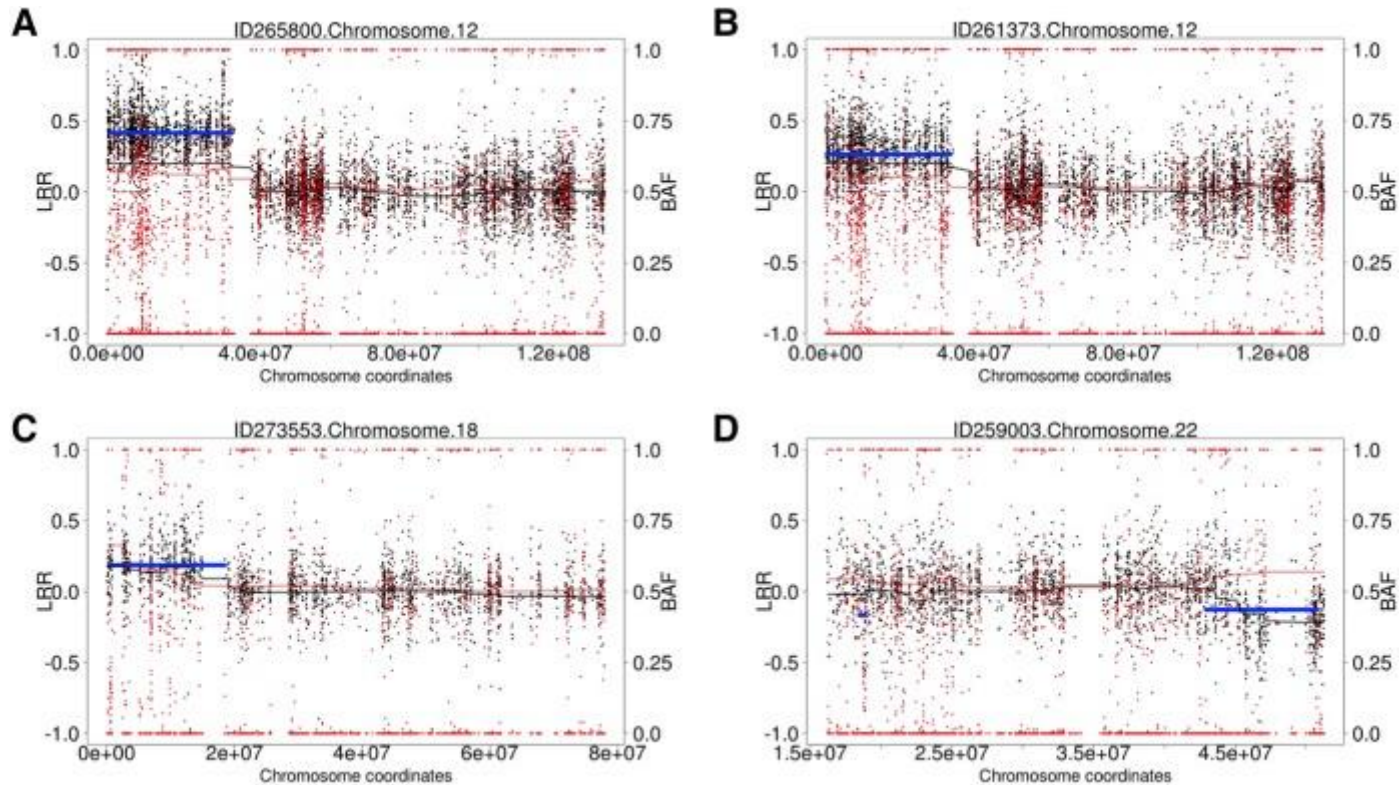 A
ID265800.Chromosome.12
1.0
0.5
0.0
-0.5
-1.0
LRR
1.0
0.75
0.5
0.25
0.0
BAF
0.0e+00 4.0e+07 8.0e+07 1.2e+08
Chromosome coordinates
B
ID261373.Chromosome.12
1.0
0.5
0.0
-0.5
-1.0
LRR
1.0
0.75
0.5
0.25
0.0
BAF
0.0e+00 4.0e+07 8.0e+07 1.2e+08
Chromosome coordinates
C
ID273553.Chromosome.18
1.0
0.5
0.0
-0.5
-1.0
LRR
1.0
0.75
0.5
0.25
0.0
BAF
0e+00 2e+07 4e+07 6e+07 8e+07
Chromosome coordinates
D
ID259003.Chromosome.22
1.0
0.5
0.0
-0.5
-1.0
LRR
1.0
0.75
0.5
0.25
0.0
BAF
1.5e+07 2.5e+07 3.5e+07 4.5e+07
Chromosome coordinates